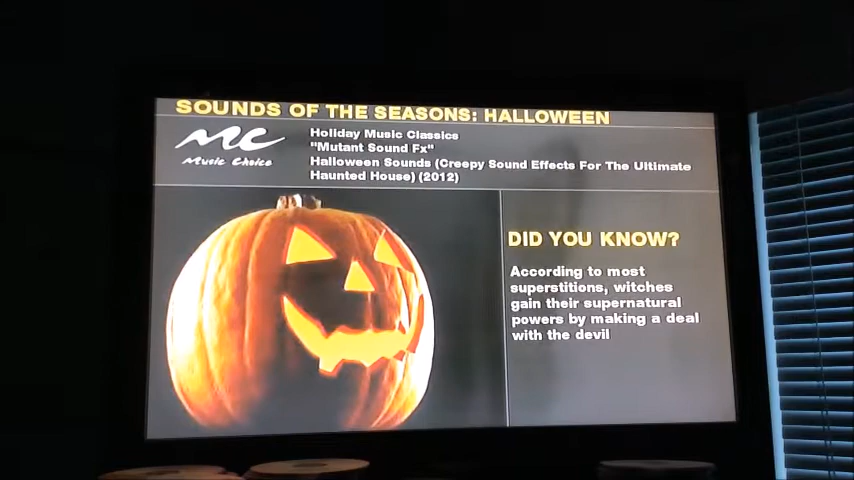 SOUNDS OF THE SEASONS: HALLOWEEN
MC
Music Choice
Holiday Music Classics
"Mutant Sound Fx"
Halloween Sounds (Creepy Sound Effects For The Ultimate
Haunted House) (2012)
DID YOU KNOW?
According to most
superstitions, witches
gain their supernatural
powers by making a deal
with the devil